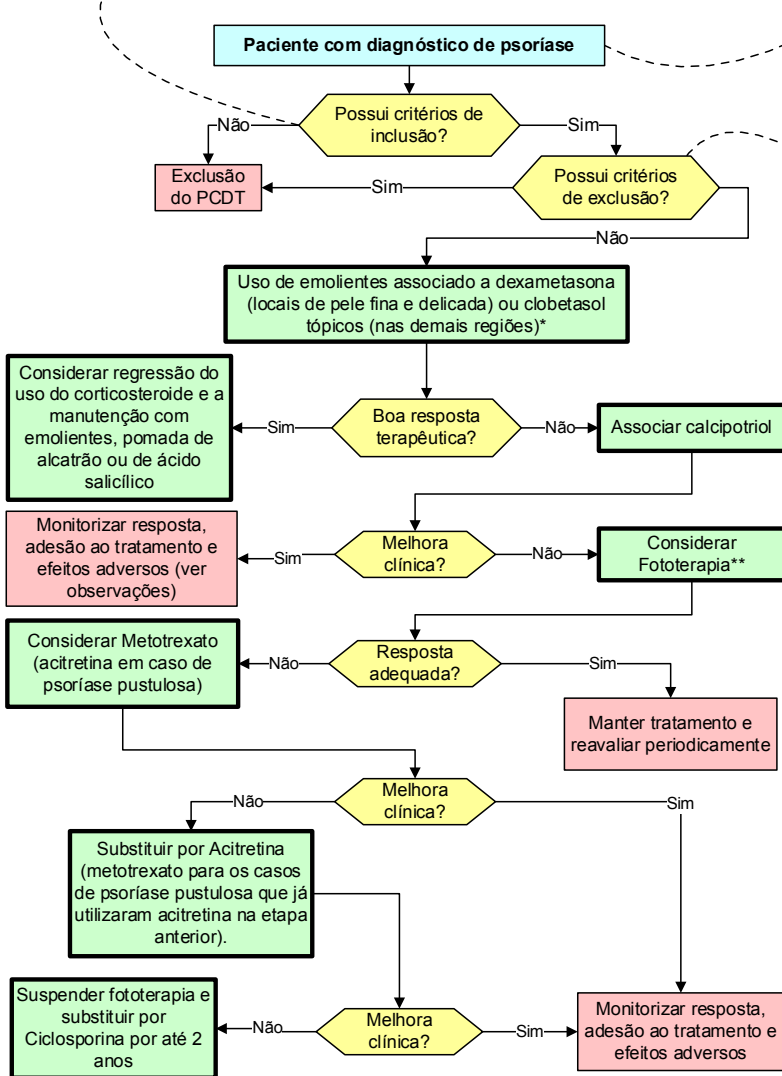 Paciente com diagnóstico de psoríase
Possui critérios de
inclusão?
Não
Sim
Exclusão
do PCDT
Sim
Possui critérios
de exclusão?
Não
Uso de emolientes associado a dexametasona
(locais de pele fina e delicada) ou clobetasol
tópicos (nas demais regiões)*
Considerar regressão do
uso do corticosteroide e a
manutenção com
emolientes, pomada de
alcatrão ou de ácido
salicílico
Sim
Boa resposta
terapêutica?
Não
Associar calcipotriol
Monitorizar resposta,
adesão ao tratamento e
efeitos adversos (ver
observações)
Sim
Melhora
clínica?
Não
Considerar
Fototerapia**
Considerar Metotrexato
(acitretina em caso de
psoríase pustulosa)
Não
Resposta
adequada?
Sim
Manter tratamento e
reavaliar periodicamente
Não
Melhora
clínica?
Sim
Substituir por Acitretina
(metotrexato para os casos
de psoríase pustulosa que já
utilizaram acitretina na etapa
anterior).
Suspender fototerapia e
substituir por
Ciclosporina por até 2
anos
Não
Melhora
clínica?
Sim
Monitorizar resposta,
adesão ao tratamento e
efeitos adversos